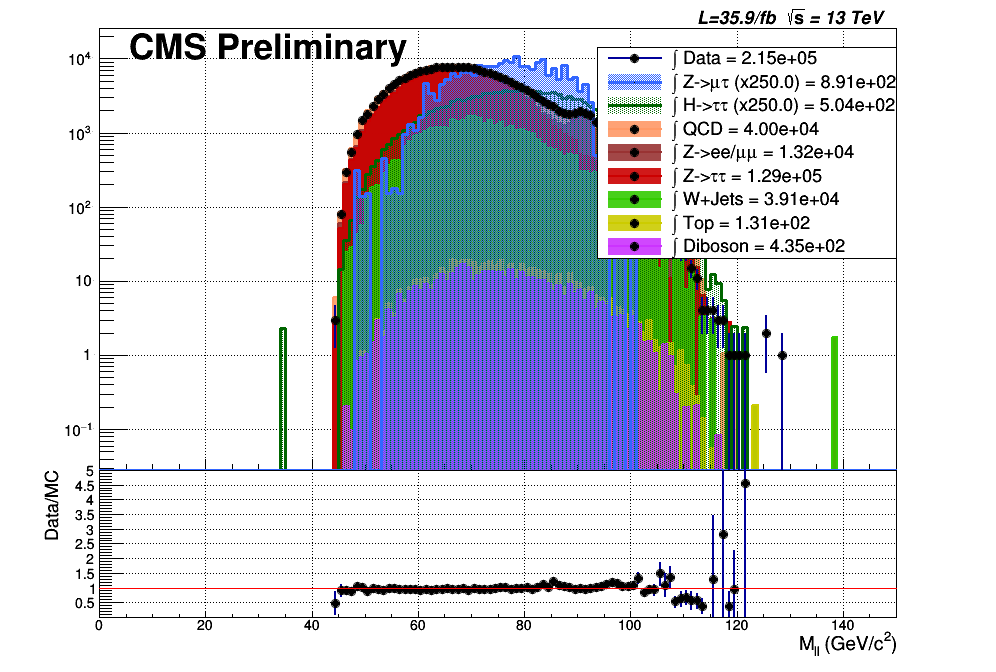 L=35.9/fb √s = 13 TeV
CMS Preliminary
∫ Data = 2.15e+05
∫ Z->μτ (x250.0) = 8.91e+02
∫ H->ττ (x250.0) = 5.04e+02
∫ QCD = 4.00e+04
∫ Z->ee/μμ = 1.32e+04
∫ Z->ττ = 1.29e+05
∫ W+Jets = 3.91e+04
∫ Top = 1.31e+02
∫ Diboson = 4.35e+02
10⁴
10³
10²
10
1
10⁻¹
Data/MC
5
4.5
4
3.5
3
2.5
2
1.5
1
0.5
0 20 40 60 80 100 120 140
M_ll (GeV/c²)